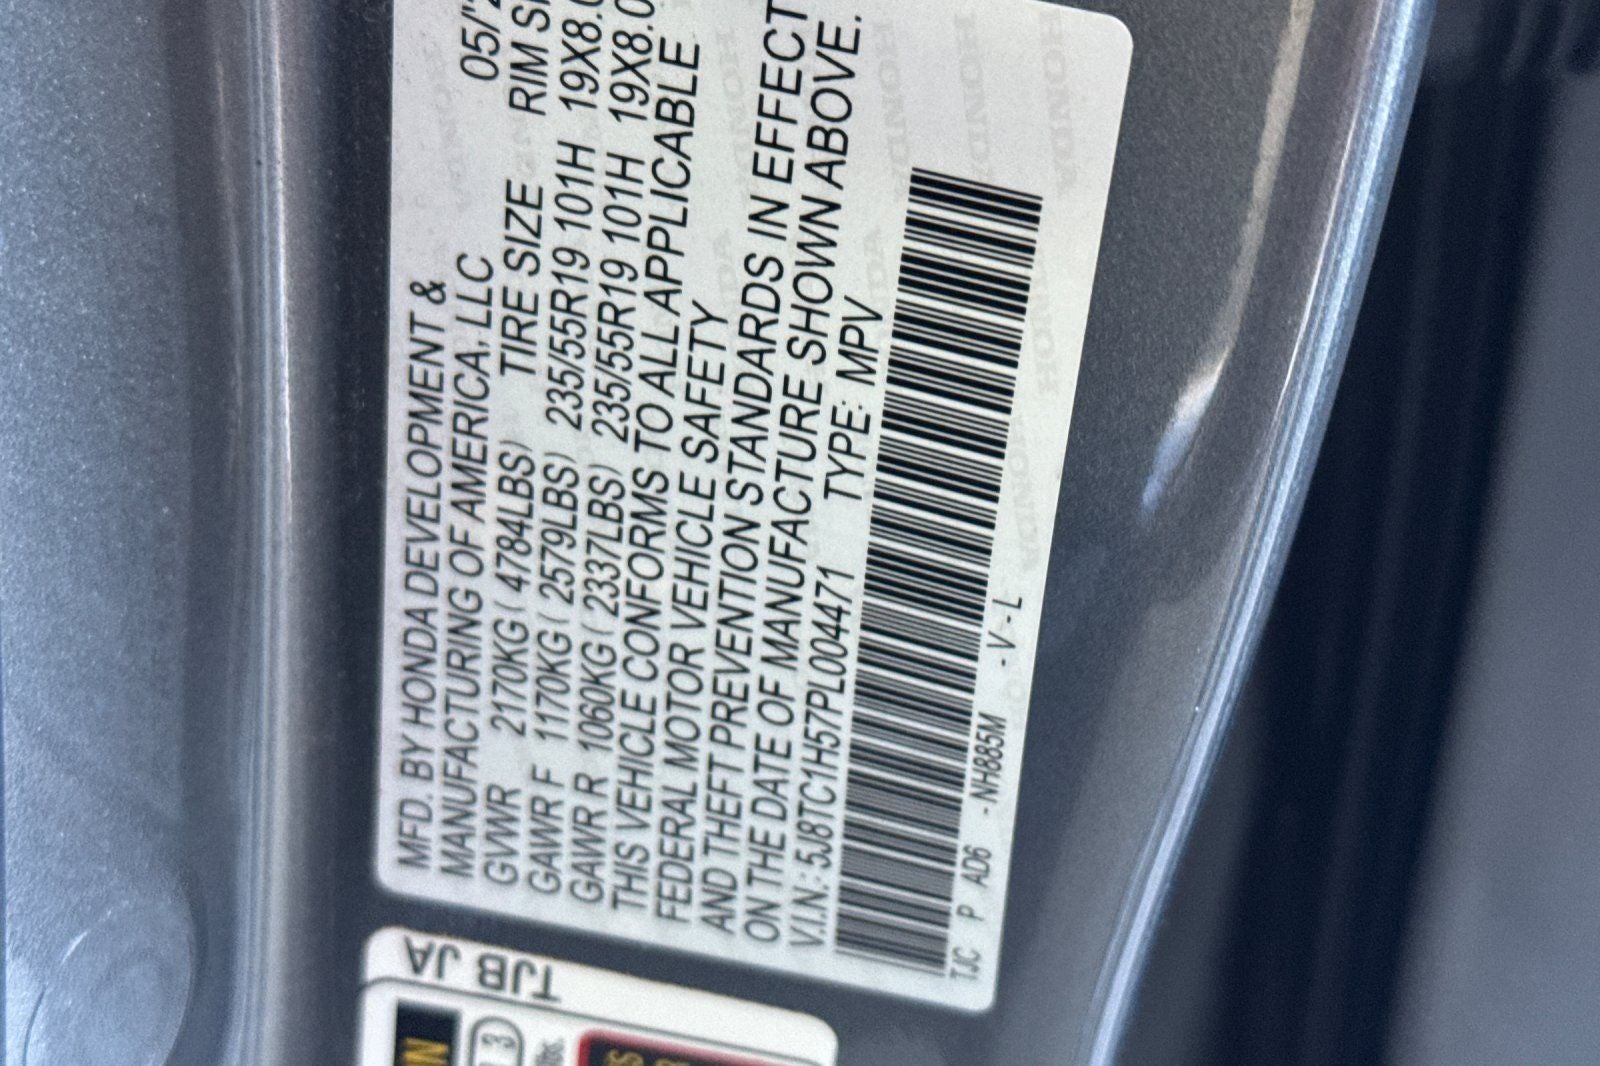 MFD. BY HONDA DEVELOPMENT &
MANUFACTURING OF AMERICA, LLC 05/
GVWR 2170KG ( 4784LBS) TIRE SIZE RIM
GAWR F 1170KG ( 2579LBS) 235/55R19 101H 19X8.0
GAWR R 1060KG ( 2337LBS) 235/55R19 101H 19X8.0
THIS VEHICLE CONFORMS TO ALL APPLICABLE
FEDERAL MOTOR VEHICLE SAFETY
AND THEFT PREVENTION STANDARDS IN EFFECT
ON THE DATE OF MANUFACTURE SHOWN ABOVE.
V.I.N.: 5J8TC1H57PL004471 TYPE: MPV
TJC P AD6 - NH885M - V - L
TJB JA